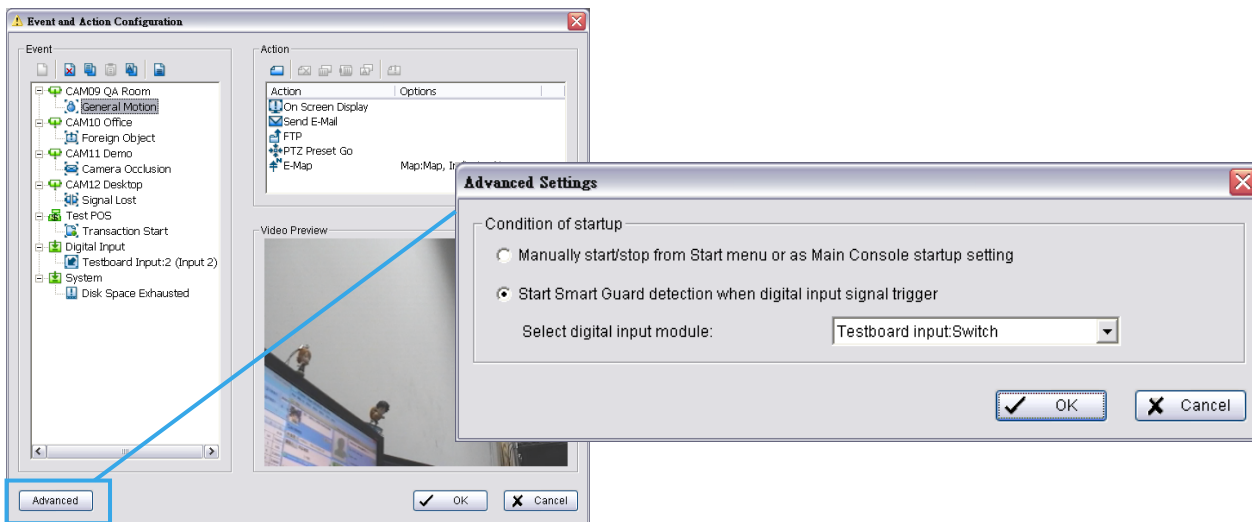 Event and Action Configuration
Event
CAM09 QA Room
General Motion
CAM10 Office
Foreign Object
CAM11 Demo
Camera Occlusion
CAM12 Desktop
Signal Lost
Test POS
Transaction Start
Digital Input
Testboard Input:2 (Input 2)
System
Disk Space Exhausted
Action
Action Options
On Screen Display
Send E-Mail
FTP
PTZ Preset Go
E-Map Map:Map,
Video Preview
Advanced
OK
Cancel
Advanced Settings
Condition of startup
Manually start/stop from Start menu or as Main Console startup setting
Start Smart Guard detection when digital input signal trigger
Select digital input module: Testboard input:Switch
OK
Cancel